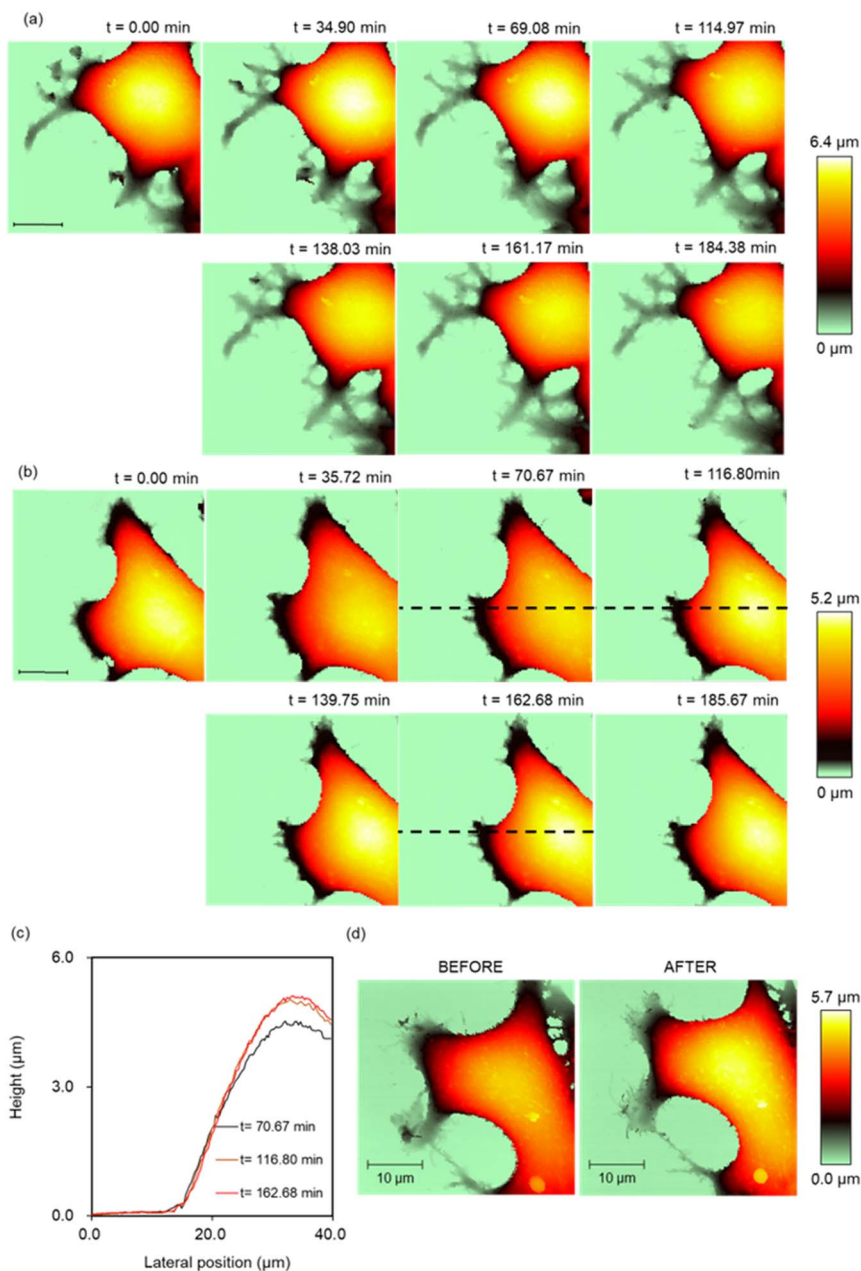 (a)
t = 0.00 min
t = 34.90 min
t = 69.08 min
t = 114.97 min
6.4 µm
0 µm
t = 138.03 min
t = 161.17 min
t = 184.38 min
(b)
t = 0.00 min
t = 35.72 min
t = 70.67 min
t = 116.80min
5.2 µm
0 µm
t = 139.75 min
t = 162.68 min
t = 185.67 min
(c)
6.0
3.0
0.0
Height (µm)
t= 70.67 min
t= 116.80 min
t= 162.68 min
0.0
20.0
40.0
Lateral position (µm)
(d)
BEFORE
AFTER
10 µm
10 µm
5.7 µm
0.0 µm